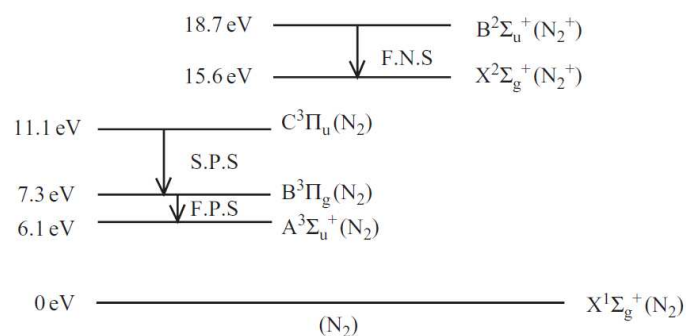 18.7 eV B²Σᵤ⁺(N₂⁺)
F.N.S
15.6 eV X²Σg⁺(N₂⁺)
11.1 eV C³Πᵤ(N₂)
S.P.S
7.3 eV B³Πg(N₂)
F.P.S
6.1 eV A³Σᵤ⁺(N₂)
0 eV X¹Σg⁺(N₂)
(N₂)